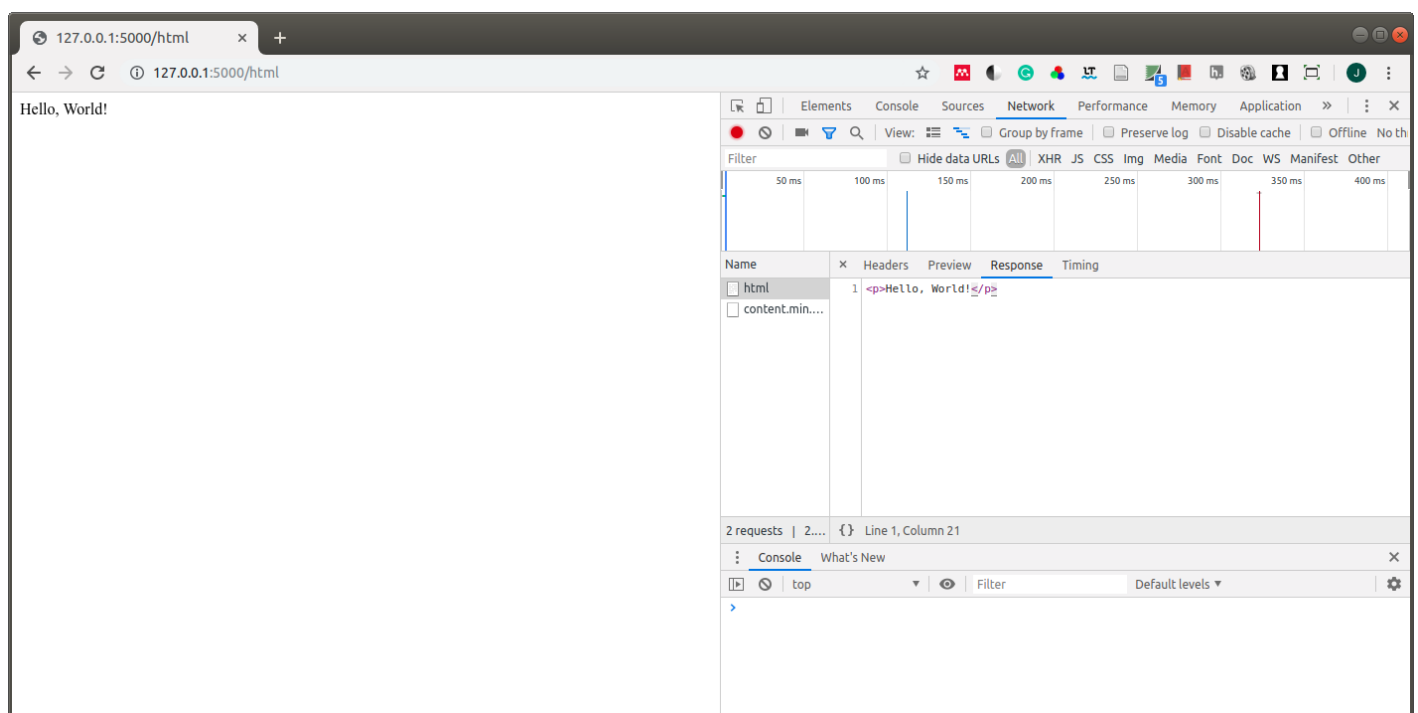 127.0.0.1:5000/html × +
127.0.0.1:5000/html
LT 5 h. J
Hello, World!
Elements Console Sources Network Performance Memory Application »
View: Group by frame Preserve log Disable cache Offline No th
Filter Hide data URLs All XHR JS CSS Img Media Font Doc WS Manifest Other
50 ms 100 ms 150 ms 200 ms 250 ms 300 ms 350 ms 400 ms
Name × Headers Preview Response Timing
html 1 <p>Hello, World!</p>
content.min....
2 requests | 2.... {} Line 1, Column 21
Console What's New
top Filter Default levels ▼
>